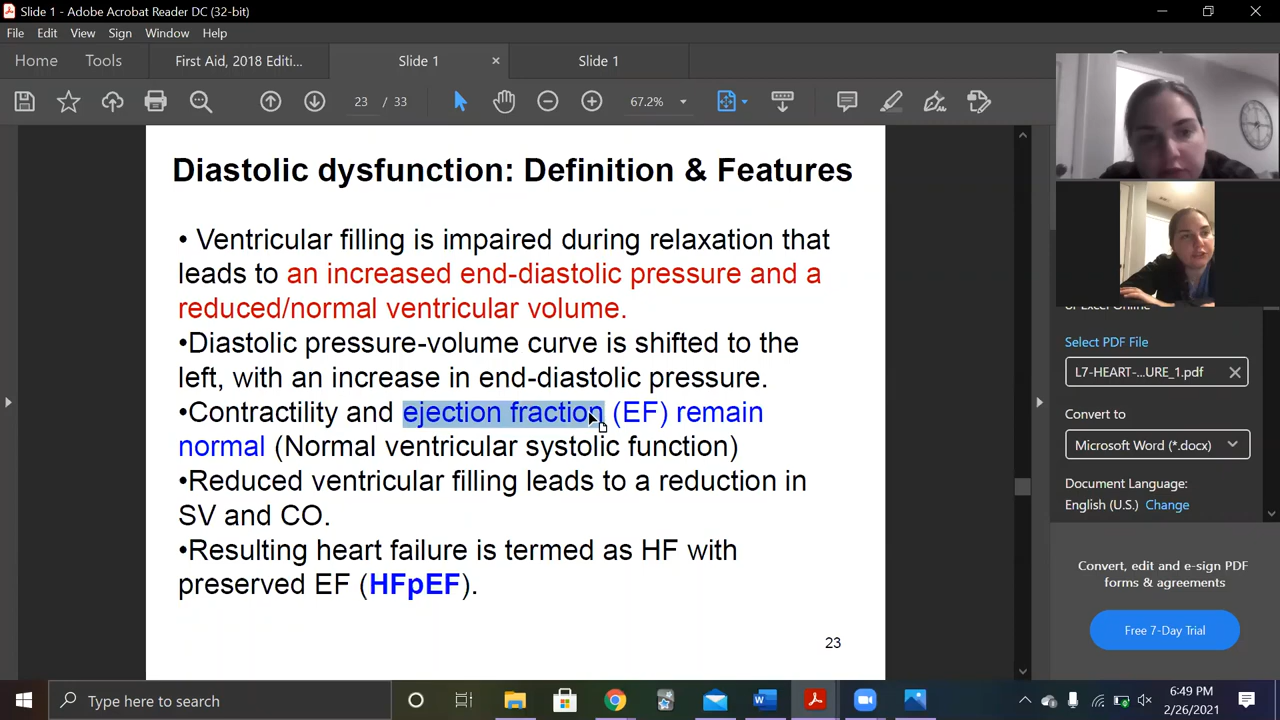 Slide 1 - Adobe Acrobat Reader DC (32-bit)
File Edit View Sign Window Help
Home Tools First Aid, 2018 Editi... Slide 1 × Slide 1
23 / 33 67.2%
Diastolic dysfunction: Definition & Features
• Ventricular filling is impaired during relaxation that
leads to an increased end-diastolic pressure and a
reduced/normal ventricular volume.
•Diastolic pressure-volume curve is shifted to the
left, with an increase in end-diastolic pressure.
•Contractility and ejection fraction (EF) remain
normal (Normal ventricular systolic function)
•Reduced ventricular filling leads to a reduction in
SV and CO.
•Resulting heart failure is termed as HF with
preserved EF (HFpEF).
23
Select PDF File
L7-HEART-...URE_1.pdf
Convert to
Microsoft Word (*.docx)
Document Language:
English (U.S.) Change
Convert, edit and e-sign PDF
forms & agreements
Free 7-Day Trial
Type here to search
6:49 PM
2/26/2021